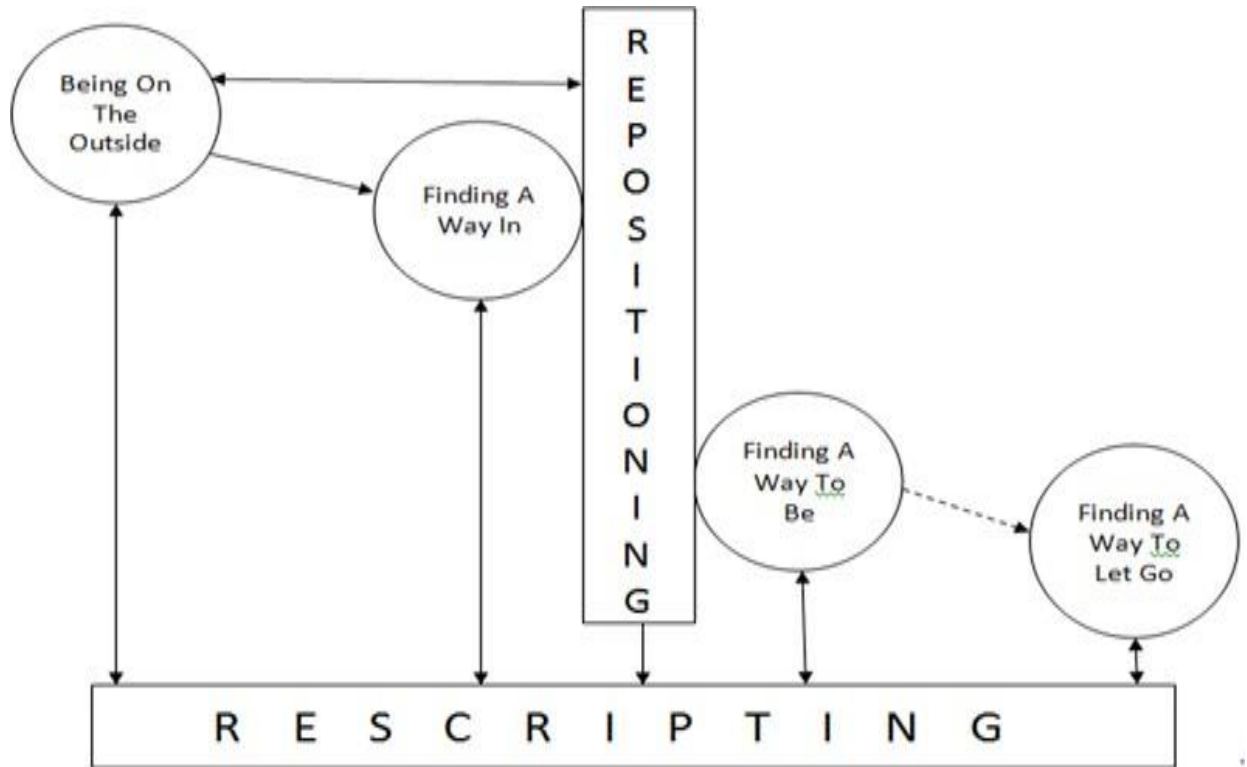 Being On
The
Outside
Finding A
Way In
R
E
P
O
S
I
T
I
O
N
I
N
G
Finding A
Way To
Be
Finding A
Way To
Let Go
R E S C R I P T I N G